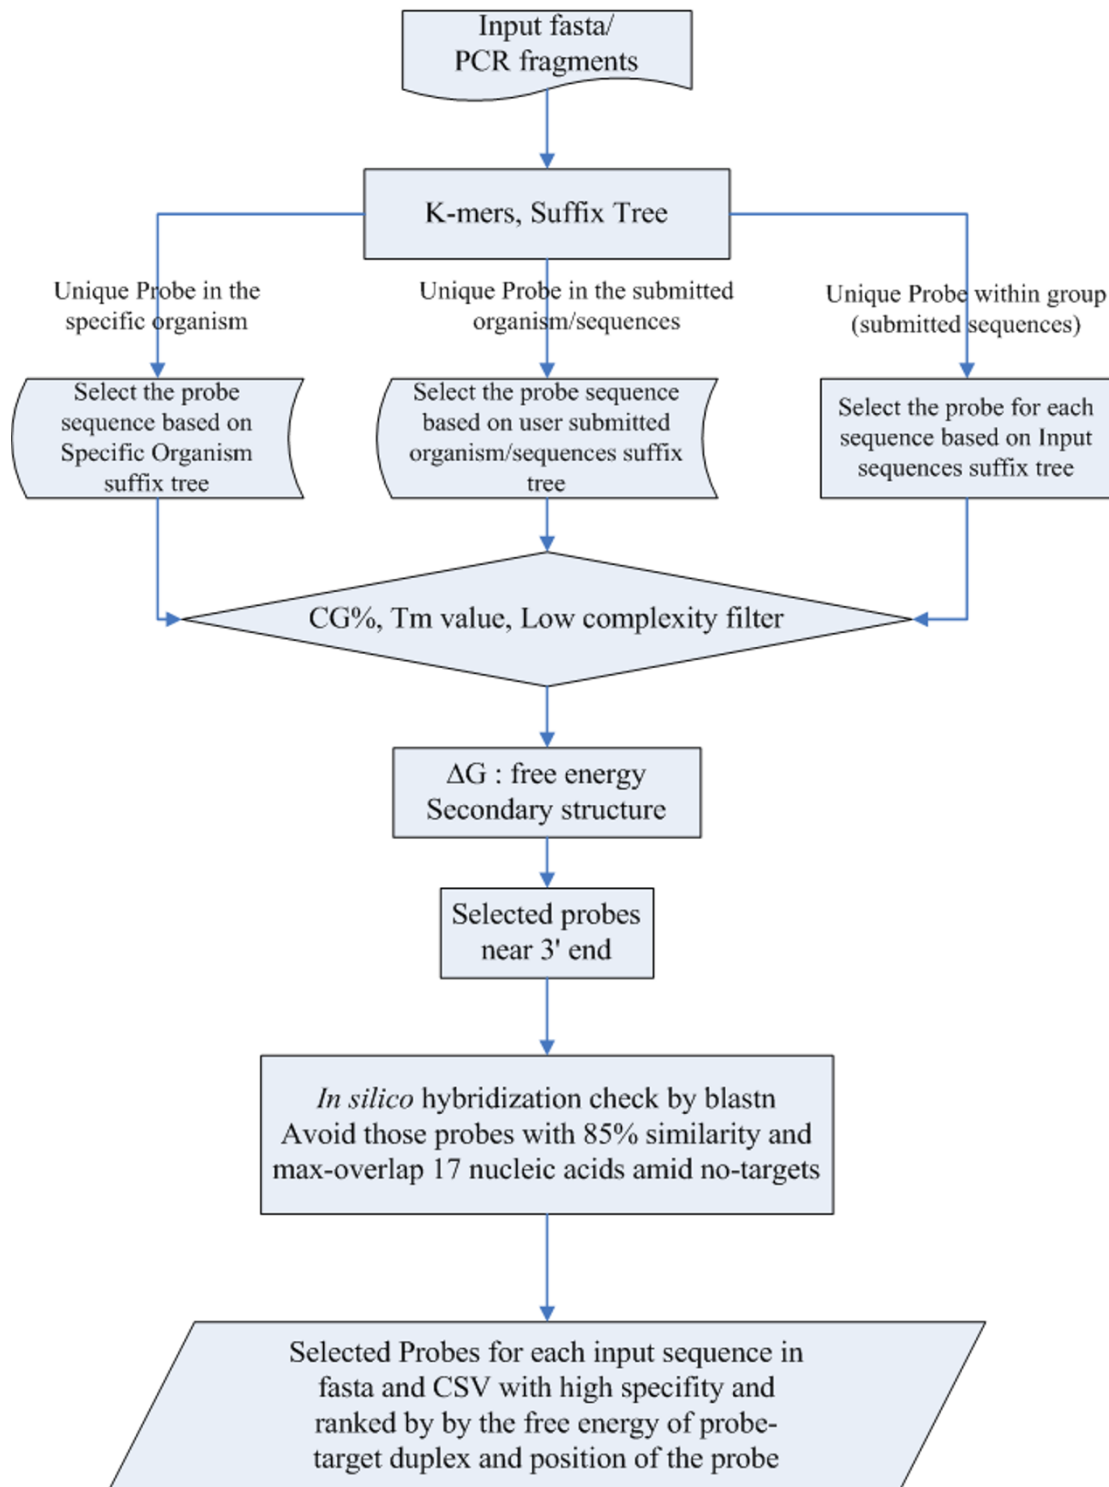 Input fasta/
PCR fragments
K-mers, Suffix Tree
Unique Probe in the
specific organism
Unique Probe in the submitted
organism/sequences
Unique Probe within group
(submitted sequences)
Select the probe
sequence based on
Specific Organism
suffix tree
Select the probe sequence
based on user submitted
organism/sequences suffix
tree
Select the probe for each
sequence based on Input
sequences suffix tree
CG%, Tm value, Low complexity filter
ΔG : free energy
Secondary structure
Selected probes
near 3' end
In silico hybridization check by blastn
Avoid those probes with 85% similarity and
max-overlap 17 nucleic acids amid no-targets
Selected Probes for each input sequence in
fasta and CSV with high specifity and
ranked by by the free energy of probe-
target duplex and position of the probe